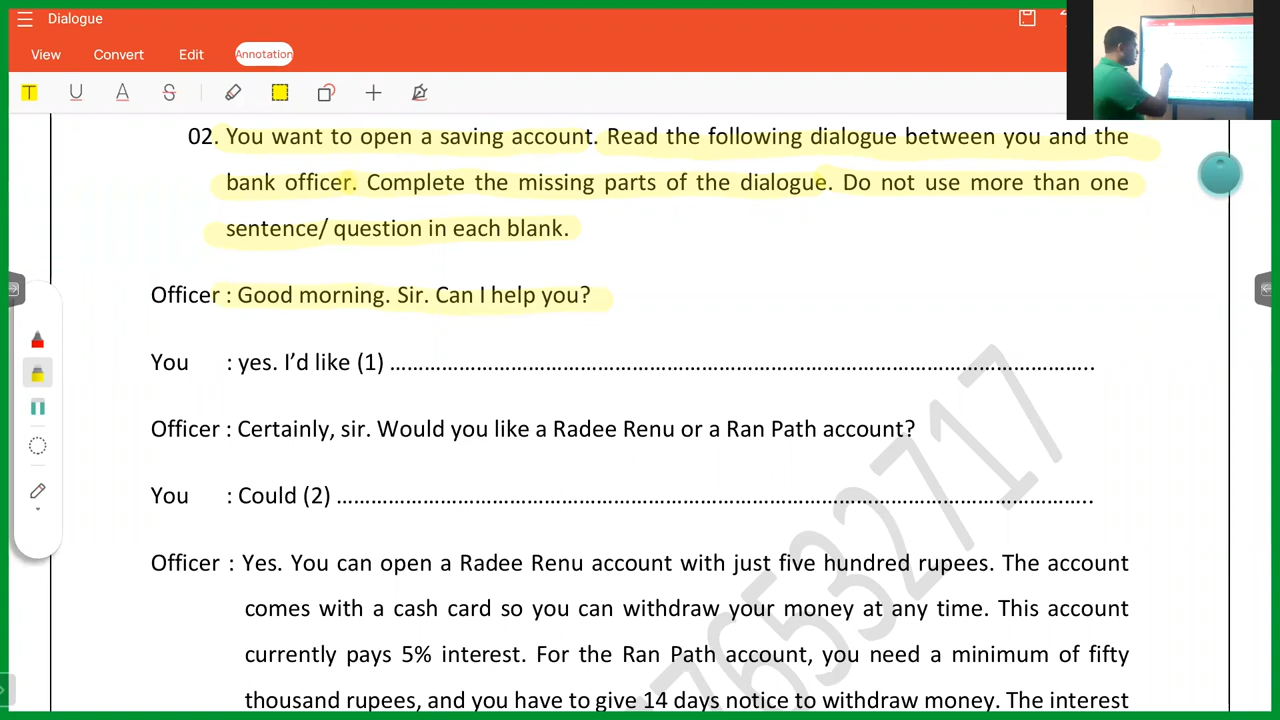 Dialogue
View Convert Edit Annotation
T U A S
02. You want to open a saving account. Read the following dialogue between you and the
bank officer. Complete the missing parts of the dialogue. Do not use more than one
sentence/ question in each blank.
Officer : Good morning. Sir. Can I help you?
You : yes. I’d like (1) ……………………………………………………………………………………………………..
Officer : Certainly, sir. Would you like a Radee Renu or a Ran Path account?
You : Could (2) ……………………………………………………………………………………………………………..
Officer : Yes. You can open a Radee Renu account with just five hundred rupees. The account
comes with a cash card so you can withdraw your money at any time. This account
currently pays 5% interest. For the Ran Path account, you need a minimum of fifty
thousand rupees, and you have to give 14 days notice to withdraw money. The interest